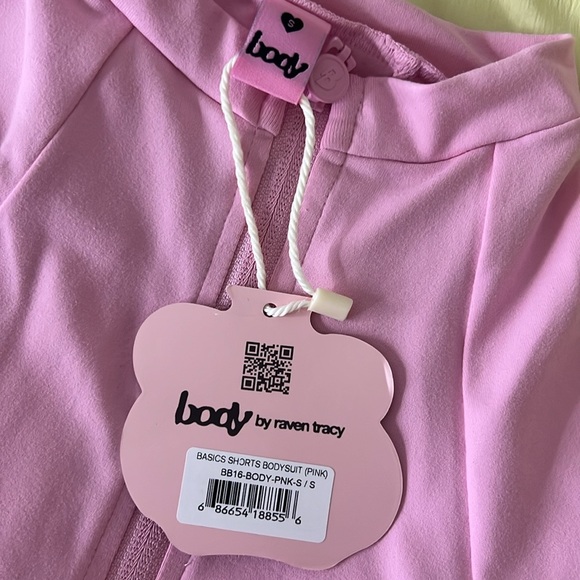 S
body
body by raven tracy
BASICS SHORTS BODYSUIT (PINK)
BB16-BODY-PNK-S / S
6 86654 18855 6